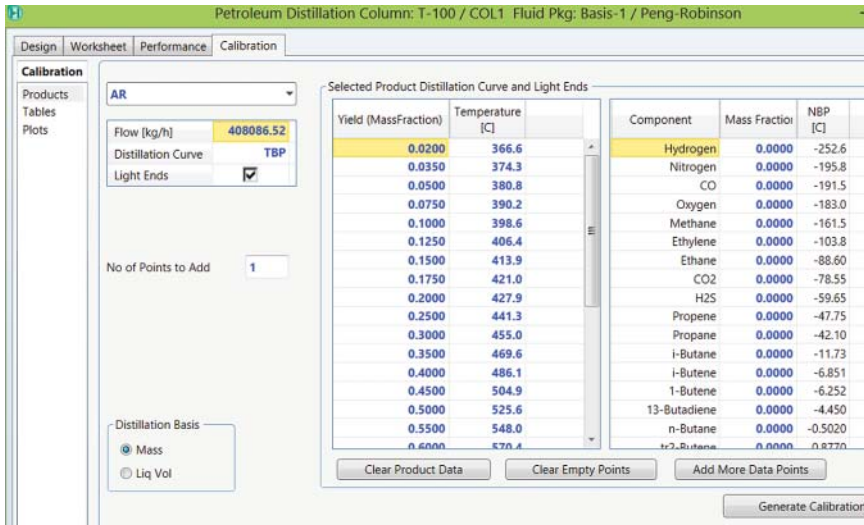 Petroleum Distillation Column: T-100 / COL1 Fluid Pkg: Basis-1 / Peng-Robinson
Design Worksheet Performance Calibration
Calibration
Products
Tables
Plots
AR
Flow [kg/h] 408086.52
Distillation Curve TBP
Light Ends
No of Points to Add 1
Distillation Basis
Mass
Liq Vol
Selected Product Distillation Curve and Light Ends
Yield (MassFraction) Temperature [C]
0.0200 366.6
0.0350 374.3
0.0500 380.8
0.0750 390.2
0.1000 398.6
0.1250 406.4
0.1500 413.9
0.1750 421.0
0.2000 427.9
0.2500 441.3
0.3000 455.0
0.3500 469.6
0.4000 486.1
0.4500 504.9
0.5000 525.6
0.5500 548.0
0.6000 570.4
Component Mass Fraction NBP [C]
Hydrogen 0.0000 -252.6
Nitrogen 0.0000 -195.8
CO 0.0000 -191.5
Oxygen 0.0000 -183.0
Methane 0.0000 -161.5
Ethylene 0.0000 -103.8
Ethane 0.0000 -88.60
CO2 0.0000 -78.55
H2S 0.0000 -59.65
Propene 0.0000 -47.75
Propane 0.0000 -42.10
i-Butane 0.0000 -11.73
i-Butene 0.0000 -6.851
1-Butene 0.0000 -6.252
13-Butadiene 0.0000 -4.450
n-Butane 0.0000 -0.5020
tr2-Butene 0.0000 0.8770
Clear Product Data Clear Empty Points Add More Data Points
Generate Calibration